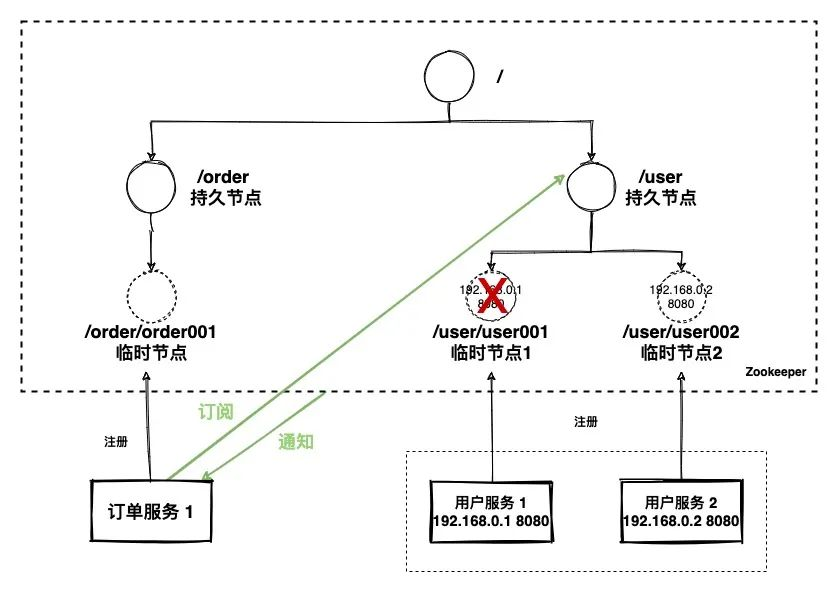 /
/order
持久节点
/user
持久节点
192.168.0.1
8080
192.168.0.2
8080
/order/order001
临时节点
/user/user001
临时节点1
/user/user002
临时节点2
Zookeeper
订阅
通知
注册
注册
订单服务 1
用户服务 1
192.168.0.1 8080
用户服务 2
192.168.0.2 8080